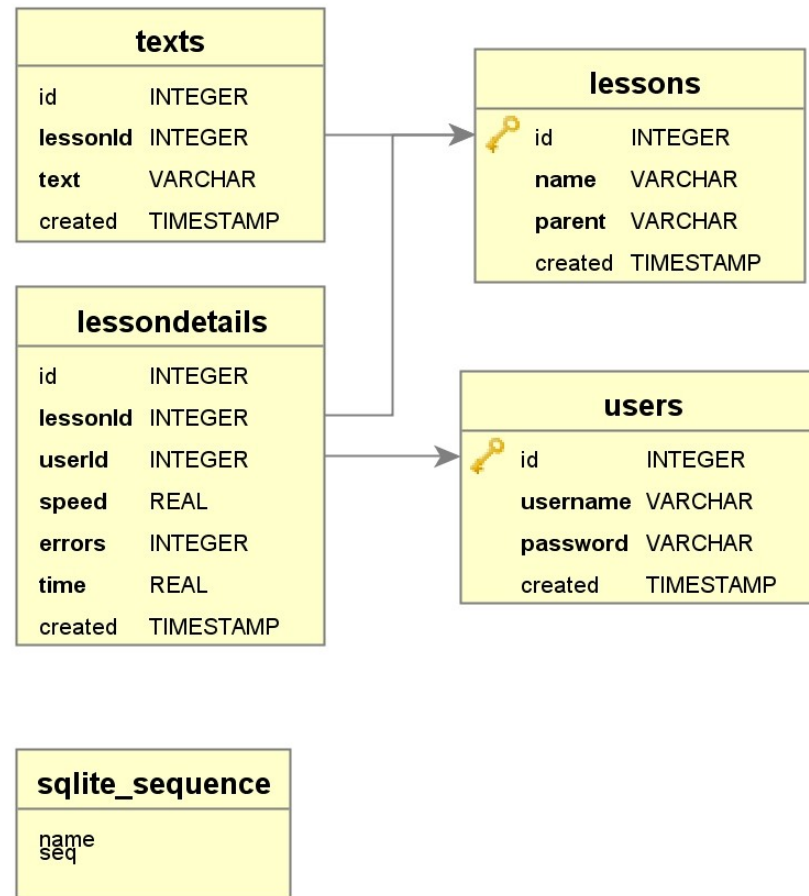 texts
id INTEGER
lessonId INTEGER
text VARCHAR
created TIMESTAMP
lessons
id INTEGER
name VARCHAR
parent VARCHAR
created TIMESTAMP
lessondetails
id INTEGER
lessonId INTEGER
userId INTEGER
speed REAL
errors INTEGER
time REAL
created TIMESTAMP
users
id INTEGER
username VARCHAR
password VARCHAR
created TIMESTAMP
sqlite_sequence
name
seq